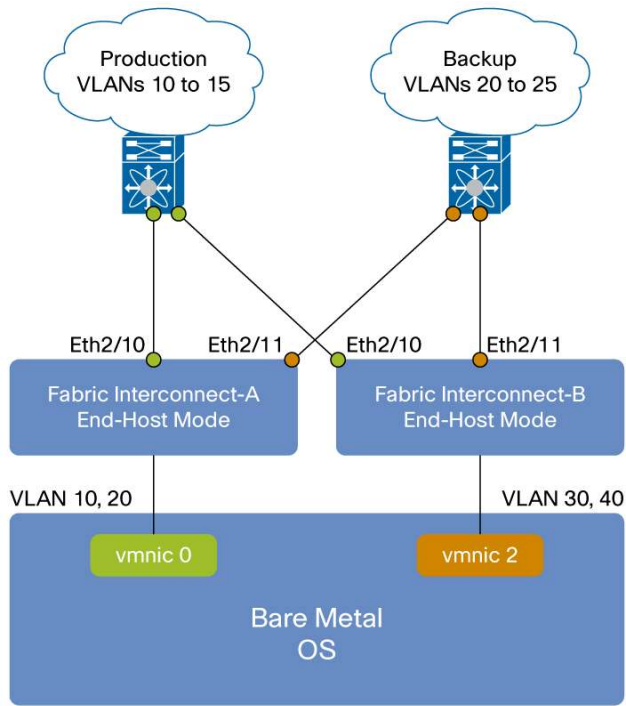 Production
VLANs 10 to 15
Backup
VLANs 20 to 25
Eth2/10
Eth2/11
Eth2/10
Eth2/11
Fabric Interconnect-A
End-Host Mode
Fabric Interconnect-B
End-Host Mode
VLAN 10, 20
VLAN 30, 40
vmnic 0
vmnic 2
Bare Metal
OS